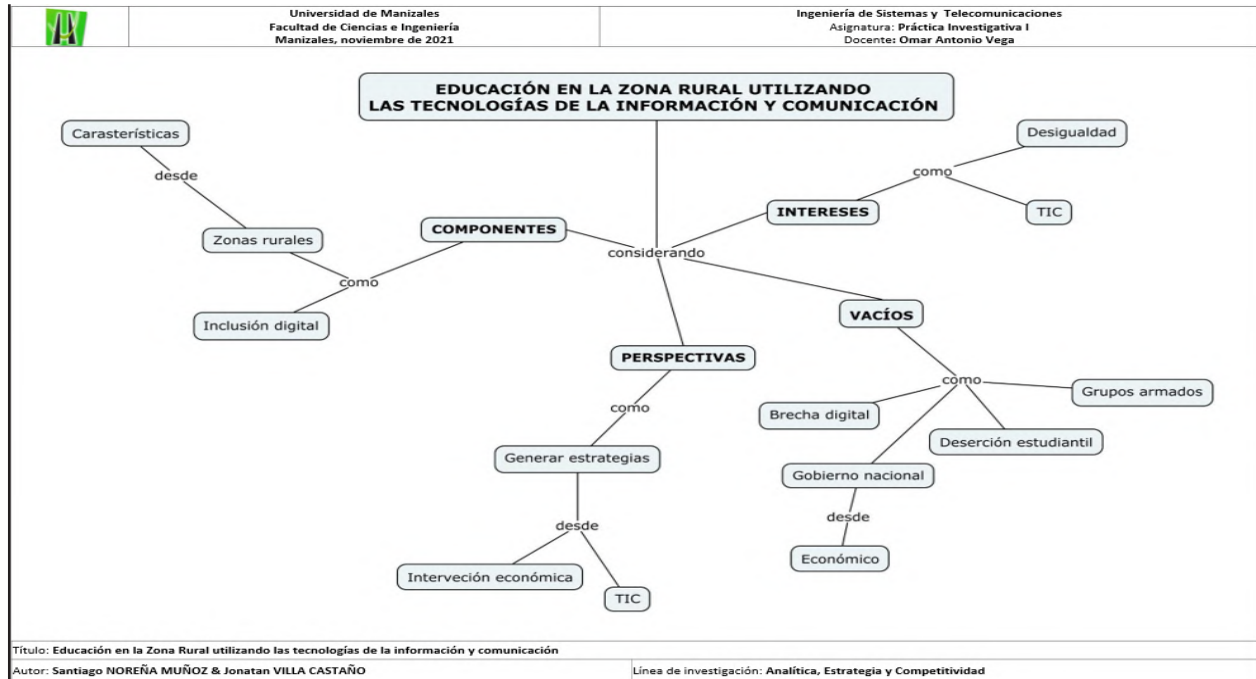 Universidad de Manizales
Facultad de Ciencias e Ingeniería
Manizales, noviembre de 2021
Ingeniería de Sistemas y Telecomunicaciones
Asignatura: Práctica Investigativa I
Docente: Omar Antonio Vega
EDUCACIÓN EN LA ZONA RURAL UTILIZANDO
LAS TECNOLOGÍAS DE LA INFORMACIÓN Y COMUNICACIÓN
Carasterísticas
desde
Zonas rurales
COMPONENTES
como
Inclusión digital
considerando
INTERESES
como
Desigualdad
TIC
PERSPECTIVAS
como
Generar estrategias
desde
Interveción económica
TIC
VACÍOS
como
Brecha digital
Grupos armados
Deserción estudiantil
Gobierno nacional
desde
Económico
Título: Educación en la Zona Rural utilizando las tecnologías de la información y comunicación
Autor: Santiago NOREÑA MUÑOZ & Jonatan VILLA CASTAÑO
Línea de investigación: Analítica, Estrategia y Competitividad